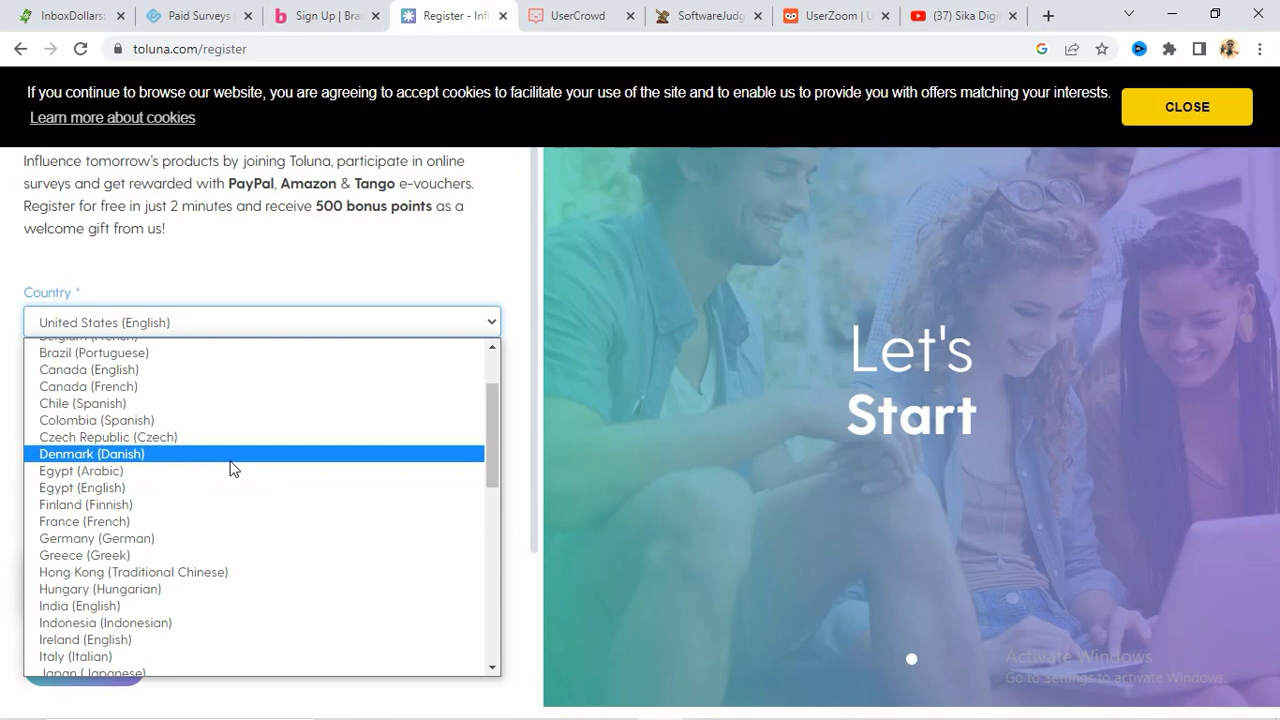 InboxDollars:
Paid Surveys |
Sign Up | Bra
Register - Infl
UserCrowd
SoftwareJudg
UserZoom | U
(37) Sika Digi
toluna.com/register
If you continue to browse our website, you are agreeing to accept cookies to facilitate your use of the site and to enable us to provide you with offers matching your interests.
Learn more about cookies
CLOSE
Influence tomorrow's products by joining Toluna, participate in online
surveys and get rewarded with PayPal, Amazon & Tango e-vouchers.
Register for free in just 2 minutes and receive 500 bonus points as a
welcome gift from us!
Country *
United States (English)
Belgium (French)
Brazil (Portuguese)
Canada (English)
Canada (French)
Chile (Spanish)
Colombia (Spanish)
Czech Republic (Czech)
Denmark (Danish)
Egypt (Arabic)
Egypt (English)
Finland (Finnish)
France (French)
Germany (German)
Greece (Greek)
Hong Kong (Traditional Chinese)
Hungary (Hungarian)
India (English)
Indonesia (Indonesian)
Ireland (English)
Italy (Italian)
Japan (Japanese)
Let's
Start
Activate Windows
Go to Settings to activate Windows.